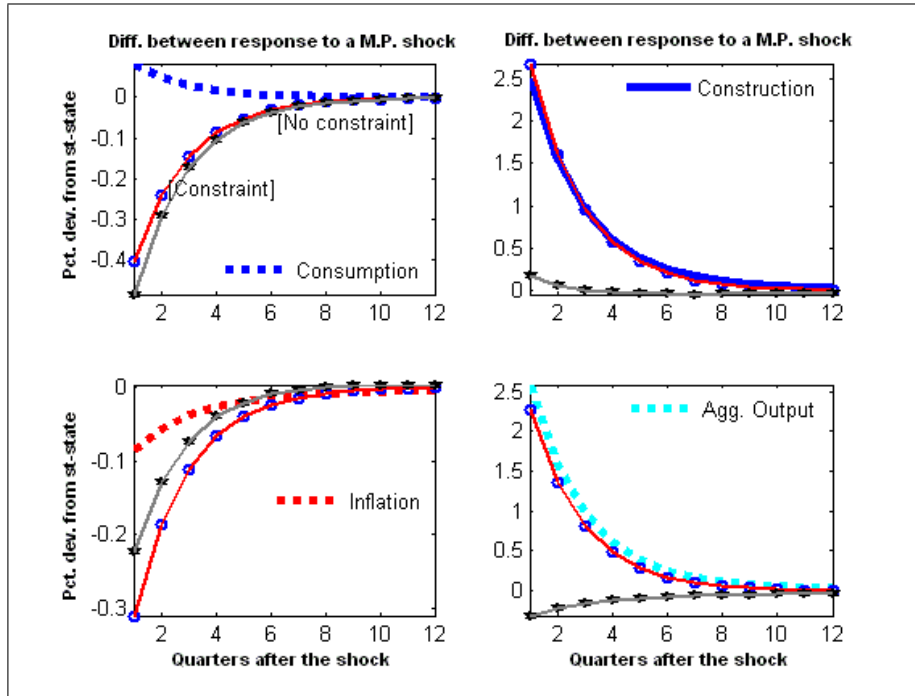 Diff. between response to a M.P. shock
Pct. dev. from st-state
0
-0.1
-0.2
-0.3
-0.4
[No constraint]
[Constraint]
Consumption
2 4 6 8 10 12
Diff. between response to a M.P. shock
2.5
2
1.5
1
0.5
0
Construction
2 4 6 8 10 12
Pct. dev. from st-state
0
-0.1
-0.2
-0.3
Inflation
2 4 6 8 10 12
Quarters after the shock
2.5
2
1.5
1
0.5
0
Agg. Output
2 4 6 8 10 12
Quarters after the shock